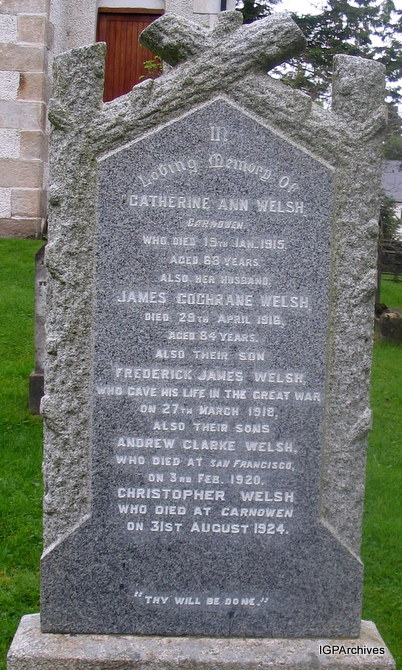 In
Loving Memory Of
CATHERINE ANN WELSH
CARNOWEN
WHO DIED 19TH JAN. 1915.
AGED 68 YEARS
ALSO HER HUSBAND
JAMES COCHRANE WELSH
DIED 29TH APRIL 1918,
AGED 84 YEARS.
ALSO THEIR SON
FREDERICK JAMES WELSH,
WHO GAVE HIS LIFE IN THE GREAT WAR
ON 27TH MARCH 1918,
ALSO THEIR SONS
ANDREW CLARKE WELSH,
WHO DIED AT SAN FRANCISCO,
ON 3RD FEB. 1920.
CHRISTOPHER WELSH
WHO DIED AT CARNOWEN
ON 31ST AUGUST 1924.
"THY WILL BE DONE."
IGPArchives